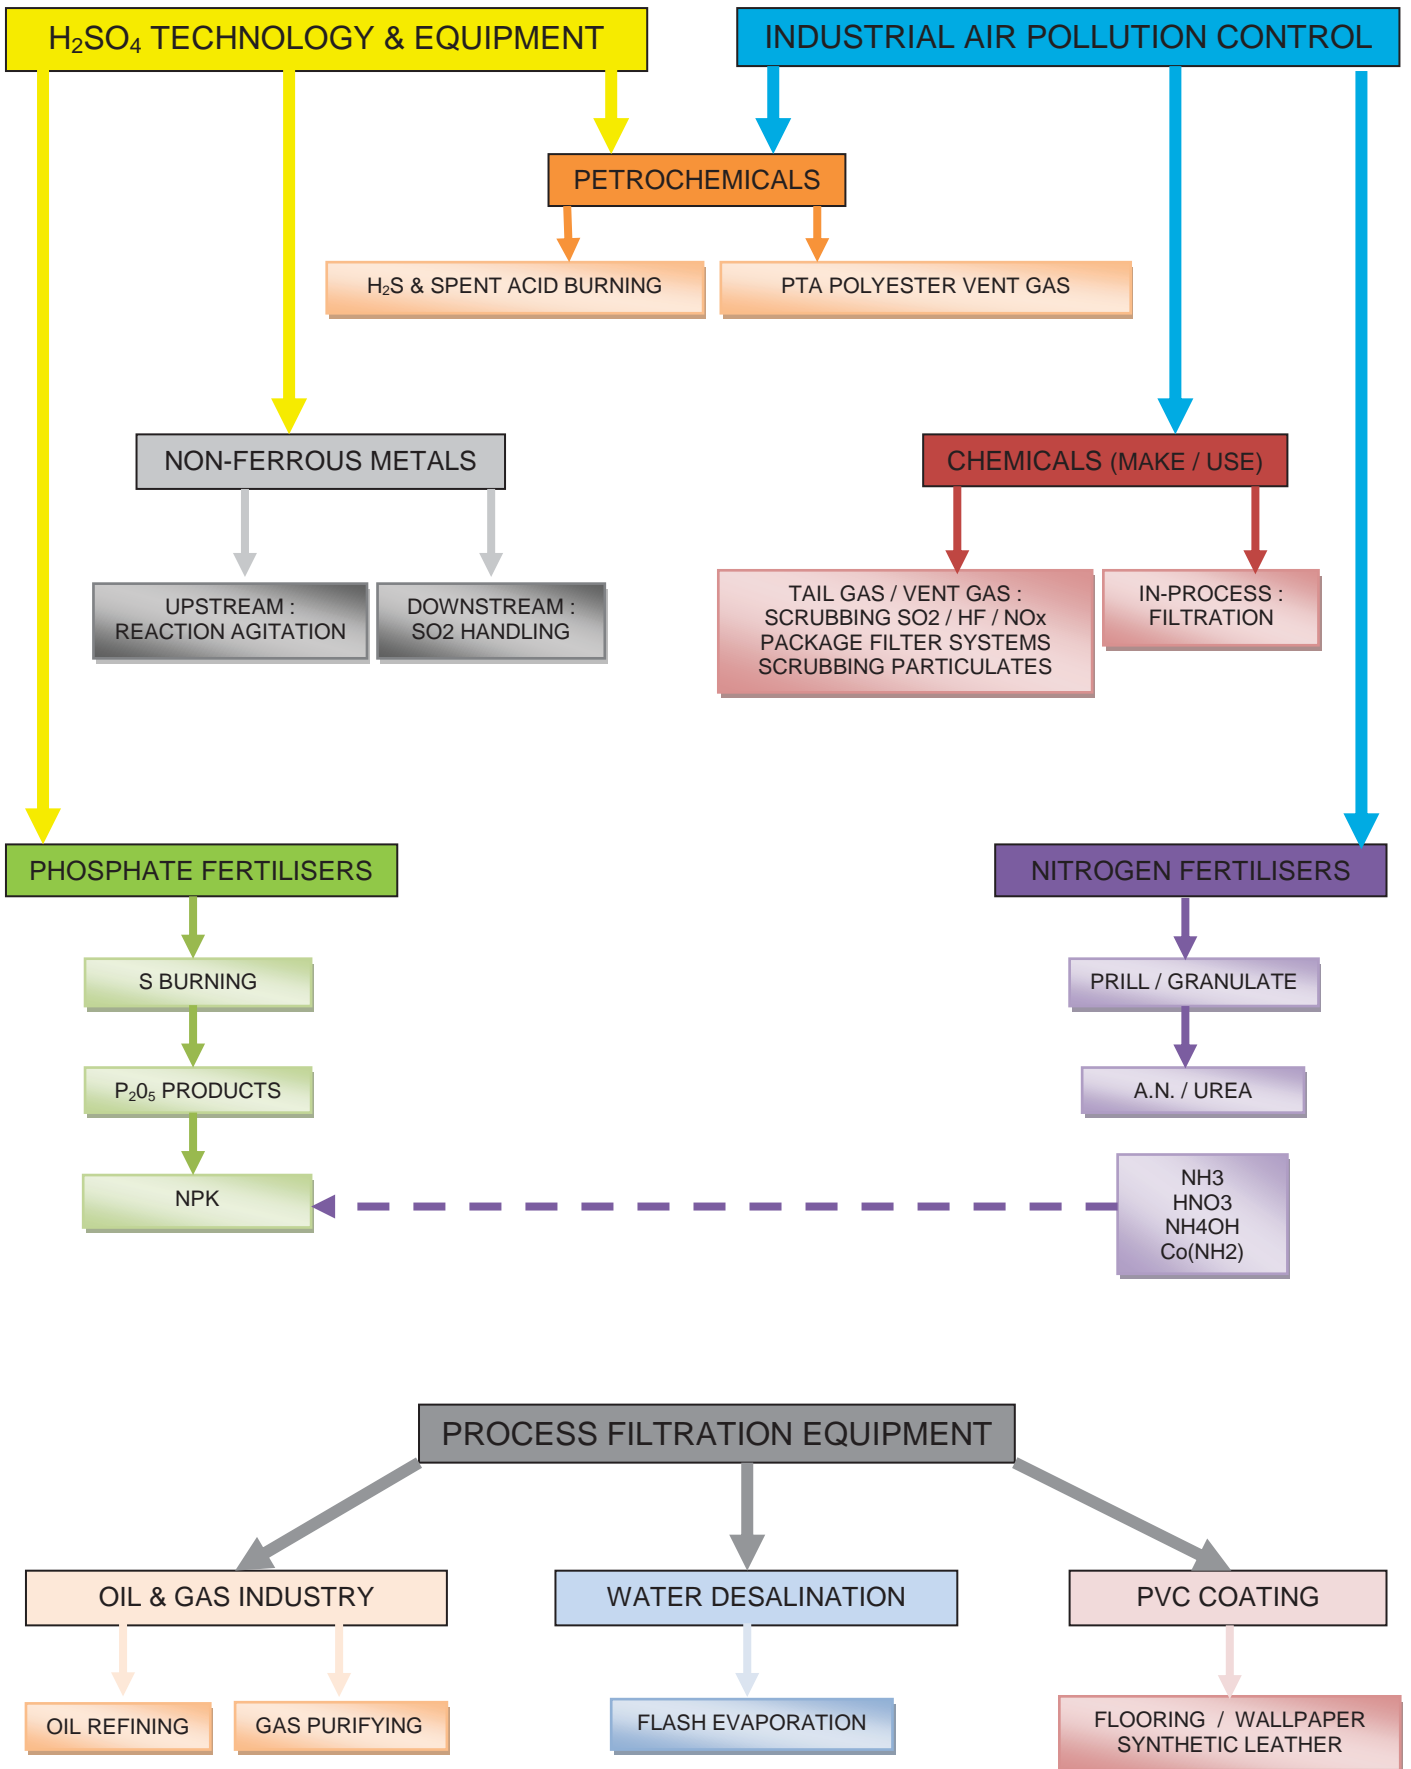 H₂SO₄ TECHNOLOGY & EQUIPMENT
INDUSTRIAL AIR POLLUTION CONTROL
PETROCHEMICALS
H₂S & SPENT ACID BURNING
PTA POLYESTER VENT GAS
NON-FERROUS METALS
CHEMICALS (MAKE / USE)
UPSTREAM :
REACTION AGITATION
DOWNSTREAM :
SO2 HANDLING
TAIL GAS / VENT GAS :
SCRUBBING SO2 / HF / NOx
PACKAGE FILTER SYSTEMS
SCRUBBING PARTICULATES
IN-PROCESS :
FILTRATION
PHOSPHATE FERTILISERS
NITROGEN FERTILISERS
S BURNING
PRILL / GRANULATE
P₂0₅ PRODUCTS
A.N. / UREA
NPK
NH3
HNO3
NH4OH
Co(NH2)
PROCESS FILTRATION EQUIPMENT
OIL & GAS INDUSTRY
WATER DESALINATION
PVC COATING
OIL REFINING
GAS PURIFYING
FLASH EVAPORATION
FLOORING / WALLPAPER
SYNTHETIC LEATHER